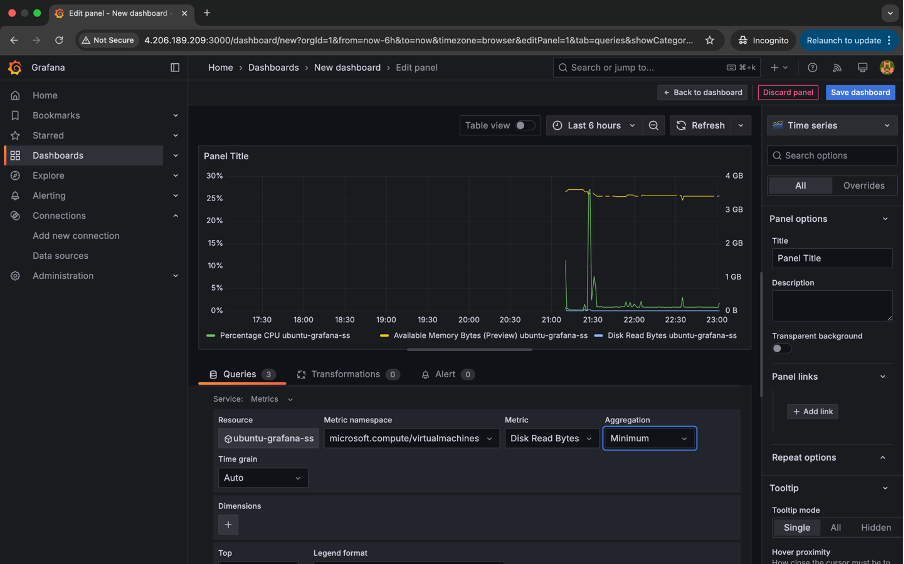 Edit panel - New dashboard -
Not Secure
4.206.189.209:3000/dashboard/new?orgId=1&from=now-6h&to=now&timezone=browser&editPanel=1&tab=queries&showCategor...
Incognito
Relaunch to update
Grafana
Home
Dashboards
New dashboard
Edit panel
Search or jump to...
⌘+k
Back to dashboard
Discard panel
Save dashboard
Home
Bookmarks
Starred
Dashboards
Explore
Alerting
Connections
Add new connection
Data sources
Administration
Table view
Last 6 hours
Refresh
Panel Title
30%
25%
20%
15%
10%
5%
0%
4 GB
3 GB
2 GB
1 GB
0 B
17:30
18:00
18:30
19:00
19:30
20:00
20:30
21:00
21:30
22:00
22:30
23:00
Percentage CPU ubuntu-grafana-ss
Available Memory Bytes (Preview) ubuntu-grafana-ss
Disk Read Bytes ubuntu-grafana-ss
Queries 3
Transformations 0
Alert 0
Service: Metrics
Resource
ubuntu-grafana-ss
Metric namespace
microsoft.compute/virtualmachines
Metric
Disk Read Bytes
Aggregation
Minimum
Time grain
Auto
Dimensions
Top
Legend format
Time series
Search options
All
Overrides
Panel options
Title
Panel Title
Description
Transparent background
Panel links
+ Add link
Repeat options
Tooltip
Tooltip mode
Single
All
Hidden
Hover proximity
How close the cursor must be to